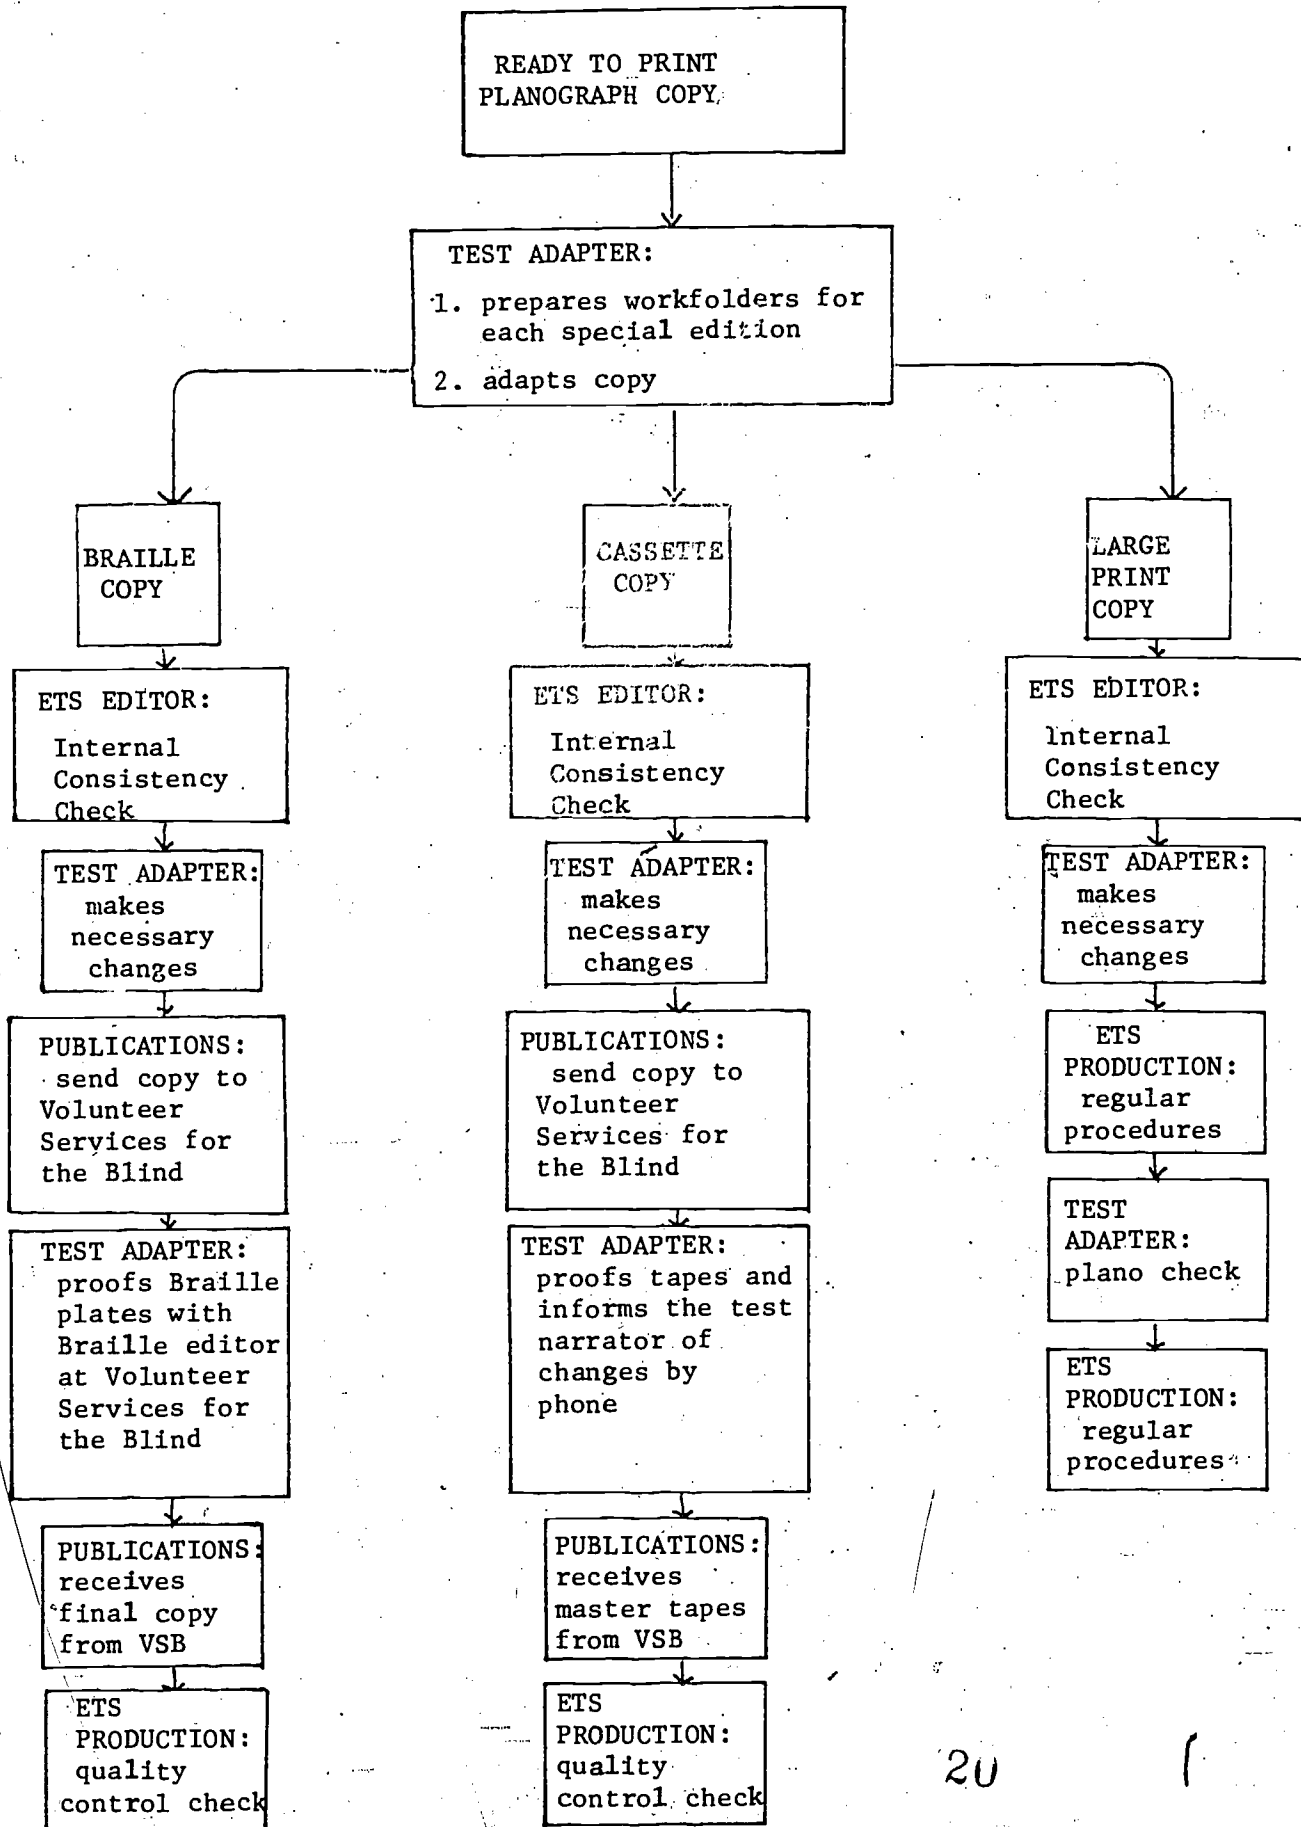 READY TO PRINT
PLANOGRAPH COPY
TEST ADAPTER:
1. prepares workfolders for
each special edition
2. adapts copy
BRAILLE
COPY
ETS EDITOR:
Internal
Consistency
Check
TEST ADAPTER:
makes
necessary
changes
PUBLICATIONS:
send copy to
Volunteer
Services for
the Blind
TEST ADAPTER:
proofs Braille
plates with
Braille editor
at Volunteer
Services for
the Blind
PUBLICATIONS:
receives
final copy
from VSB
ETS
PRODUCTION:
quality
control check
CASSETTE
COPY
ETS EDITOR:
Internal
Consistency
Check
TEST ADAPTER:
makes
necessary
changes
PUBLICATIONS:
send copy to
Volunteer
Services for
the Blind
TEST ADAPTER:
proofs tapes and
informs the test
narrator of
changes by
phone
PUBLICATIONS:
receives
master tapes
from VSB
ETS
PRODUCTION:
quality
control check
LARGE
PRINT
COPY
ETS EDITOR:
Internal
Consistency
Check
TEST ADAPTER:
makes
necessary
changes
ETS
PRODUCTION:
regular
procedures
TEST
ADAPTER:
plano check
ETS
PRODUCTION:
regular
procedures
20